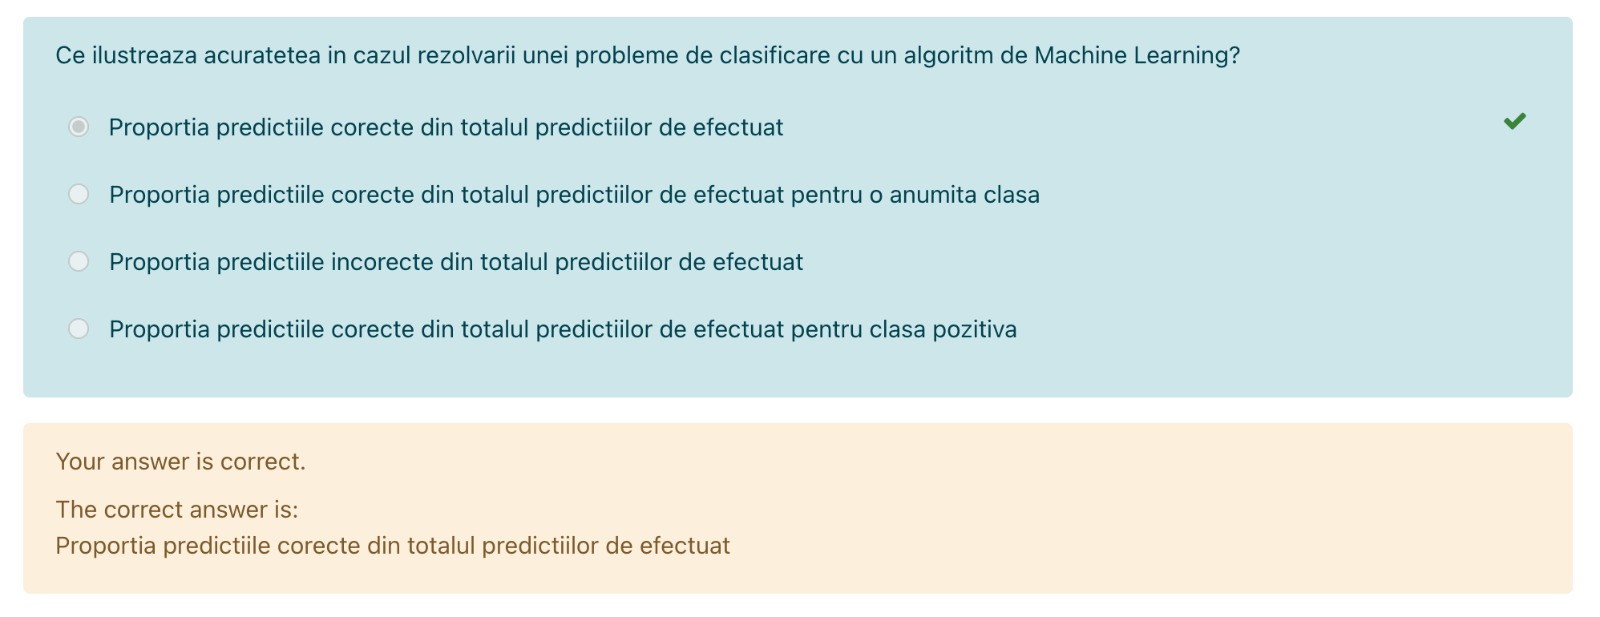 Ce ilustreaza acuratetea in cazul rezolvarii unei probleme de clasificare cu un algoritm de Machine Learning?
Proportia predictiile corecte din totalul predictiilor de efectuat
Proportia predictiile corecte din totalul predictiilor de efectuat pentru o anumita clasa
Proportia predictiile incorecte din totalul predictiilor de efectuat
Proportia predictiile corecte din totalul predictiilor de efectuat pentru clasa pozitiva
Your answer is correct.
The correct answer is:
Proportia predictiile corecte din totalul predictiilor de efectuat